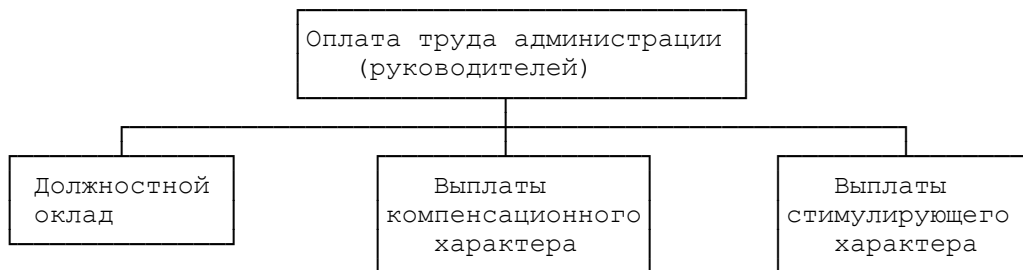 Оплата труда администрации
(руководителей)
Должностной
оклад
Выплаты
компенсационного
характера
Выплаты
стимулирующего
характера